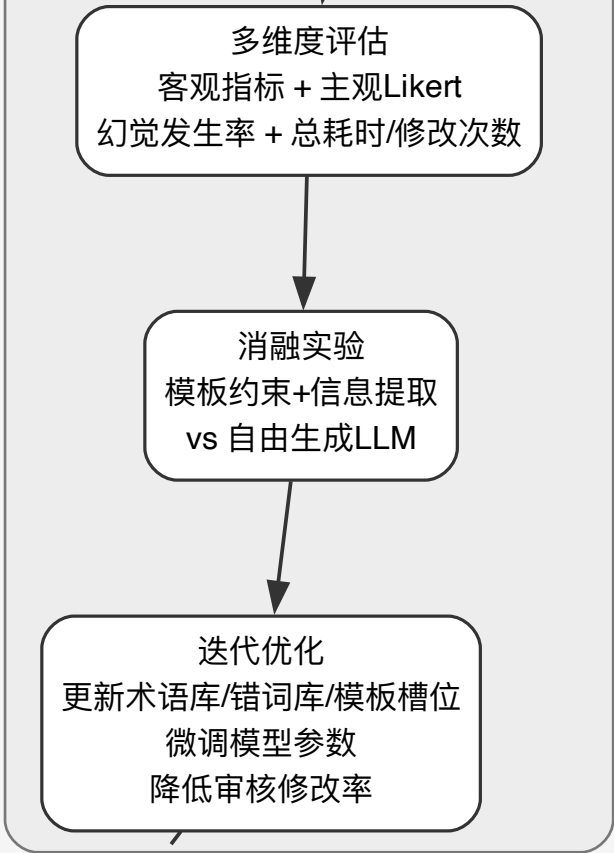 多维度评估
客观指标 + 主观Likert
幻觉发生率 + 总耗时/修改次数
消融实验
模板约束+信息提取
vs 自由生成LLM
迭代优化
更新术语库/错词库/模板槽位
微调模型参数
降低审核修改率